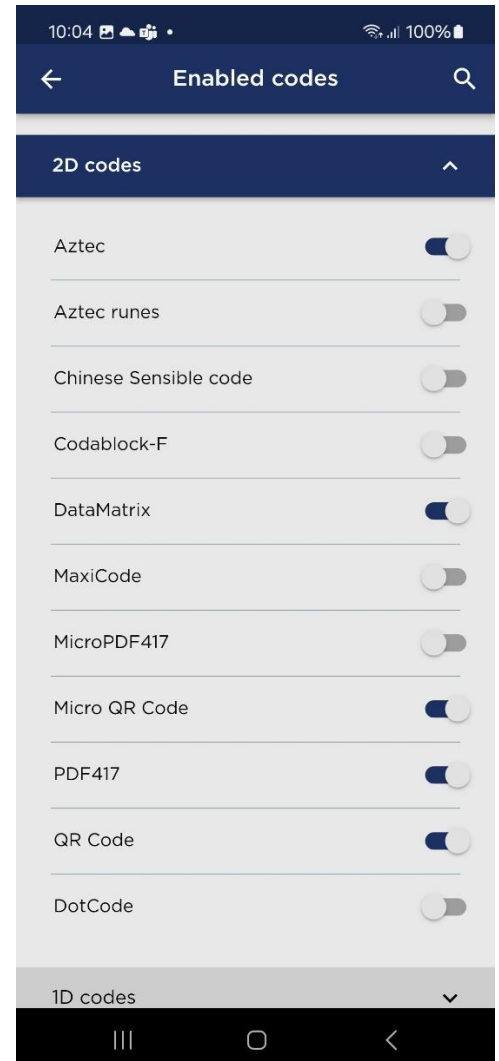 10:04 100%
Enabled codes
2D codes
Aztec
Aztec runes
Chinese Sensible code
Codablock-F
DataMatrix
MaxiCode
MicroPDF417
Micro QR Code
PDF417
QR Code
DotCode
1D codes